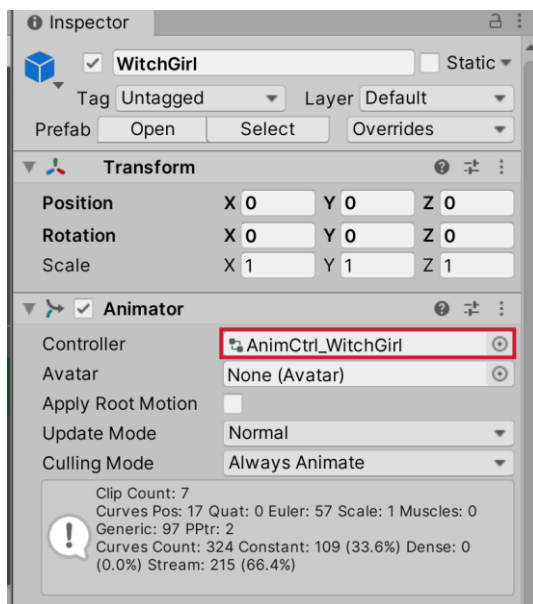 Inspector
WitchGirl Static
Tag Untagged Layer Default
Prefab Open Select Overrides
Transform
Position X 0 Y 0 Z 0
Rotation X 0 Y 0 Z 0
Scale X 1 Y 1 Z 1
Animator
Controller AnimCtrl_WitchGirl
Avatar None (Avatar)
Apply Root Motion
Update Mode Normal
Culling Mode Always Animate
Clip Count: 7
Curves Pos: 17 Quat: 0 Euler: 57 Scale: 1 Muscles: 0
Generic: 97 PPtr: 2
Curves Count: 324 Constant: 109 (33.6%) Dense: 0
(0.0%) Stream: 215 (66.4%)